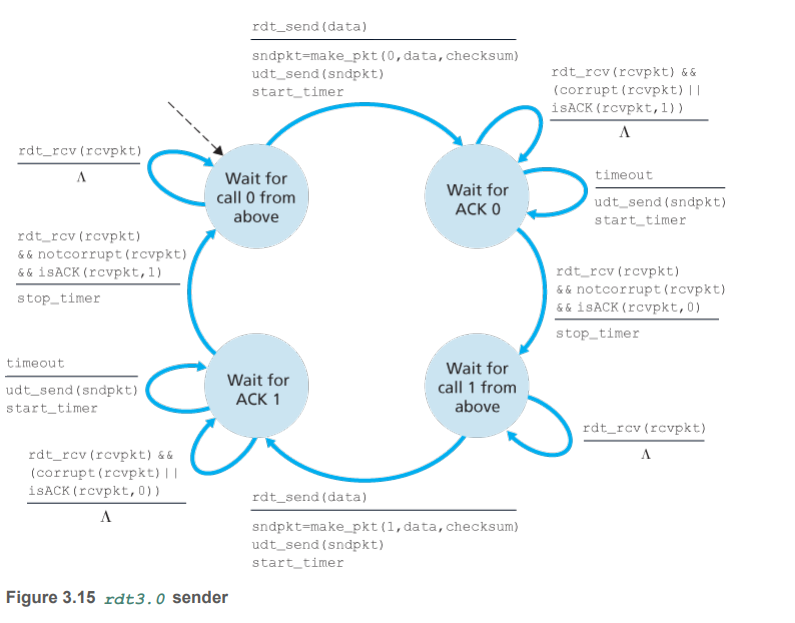 rdt_send(data)
sndpkt=make_pkt(0,data,checksum)
udt_send(sndpkt)
start_timer
rdt_rcv(rcvpkt) &&
(corrupt(rcvpkt)||
isACK(rcvpkt,1))
Λ
rdt_rcv(rcvpkt)
Λ
Wait for
call 0 from
above
Wait for
ACK 0
timeout
udt_send(sndpkt)
start_timer
rdt_rcv(rcvpkt)
&& notcorrupt(rcvpkt)
&& isACK(rcvpkt,1)
stop_timer
rdt_rcv(rcvpkt)
&& notcorrupt(rcvpkt)
&& isACK(rcvpkt,0)
stop_timer
timeout
udt_send(sndpkt)
start_timer
Wait for
ACK 1
Wait for
call 1 from
above
rdt_rcv(rcvpkt)
Λ
rdt_rcv(rcvpkt) &&
(corrupt(rcvpkt)||
isACK(rcvpkt,0))
Λ
rdt_send(data)
sndpkt=make_pkt(1,data,checksum)
udt_send(sndpkt)
start_timer
Figure 3.15 rdt3.0 sender